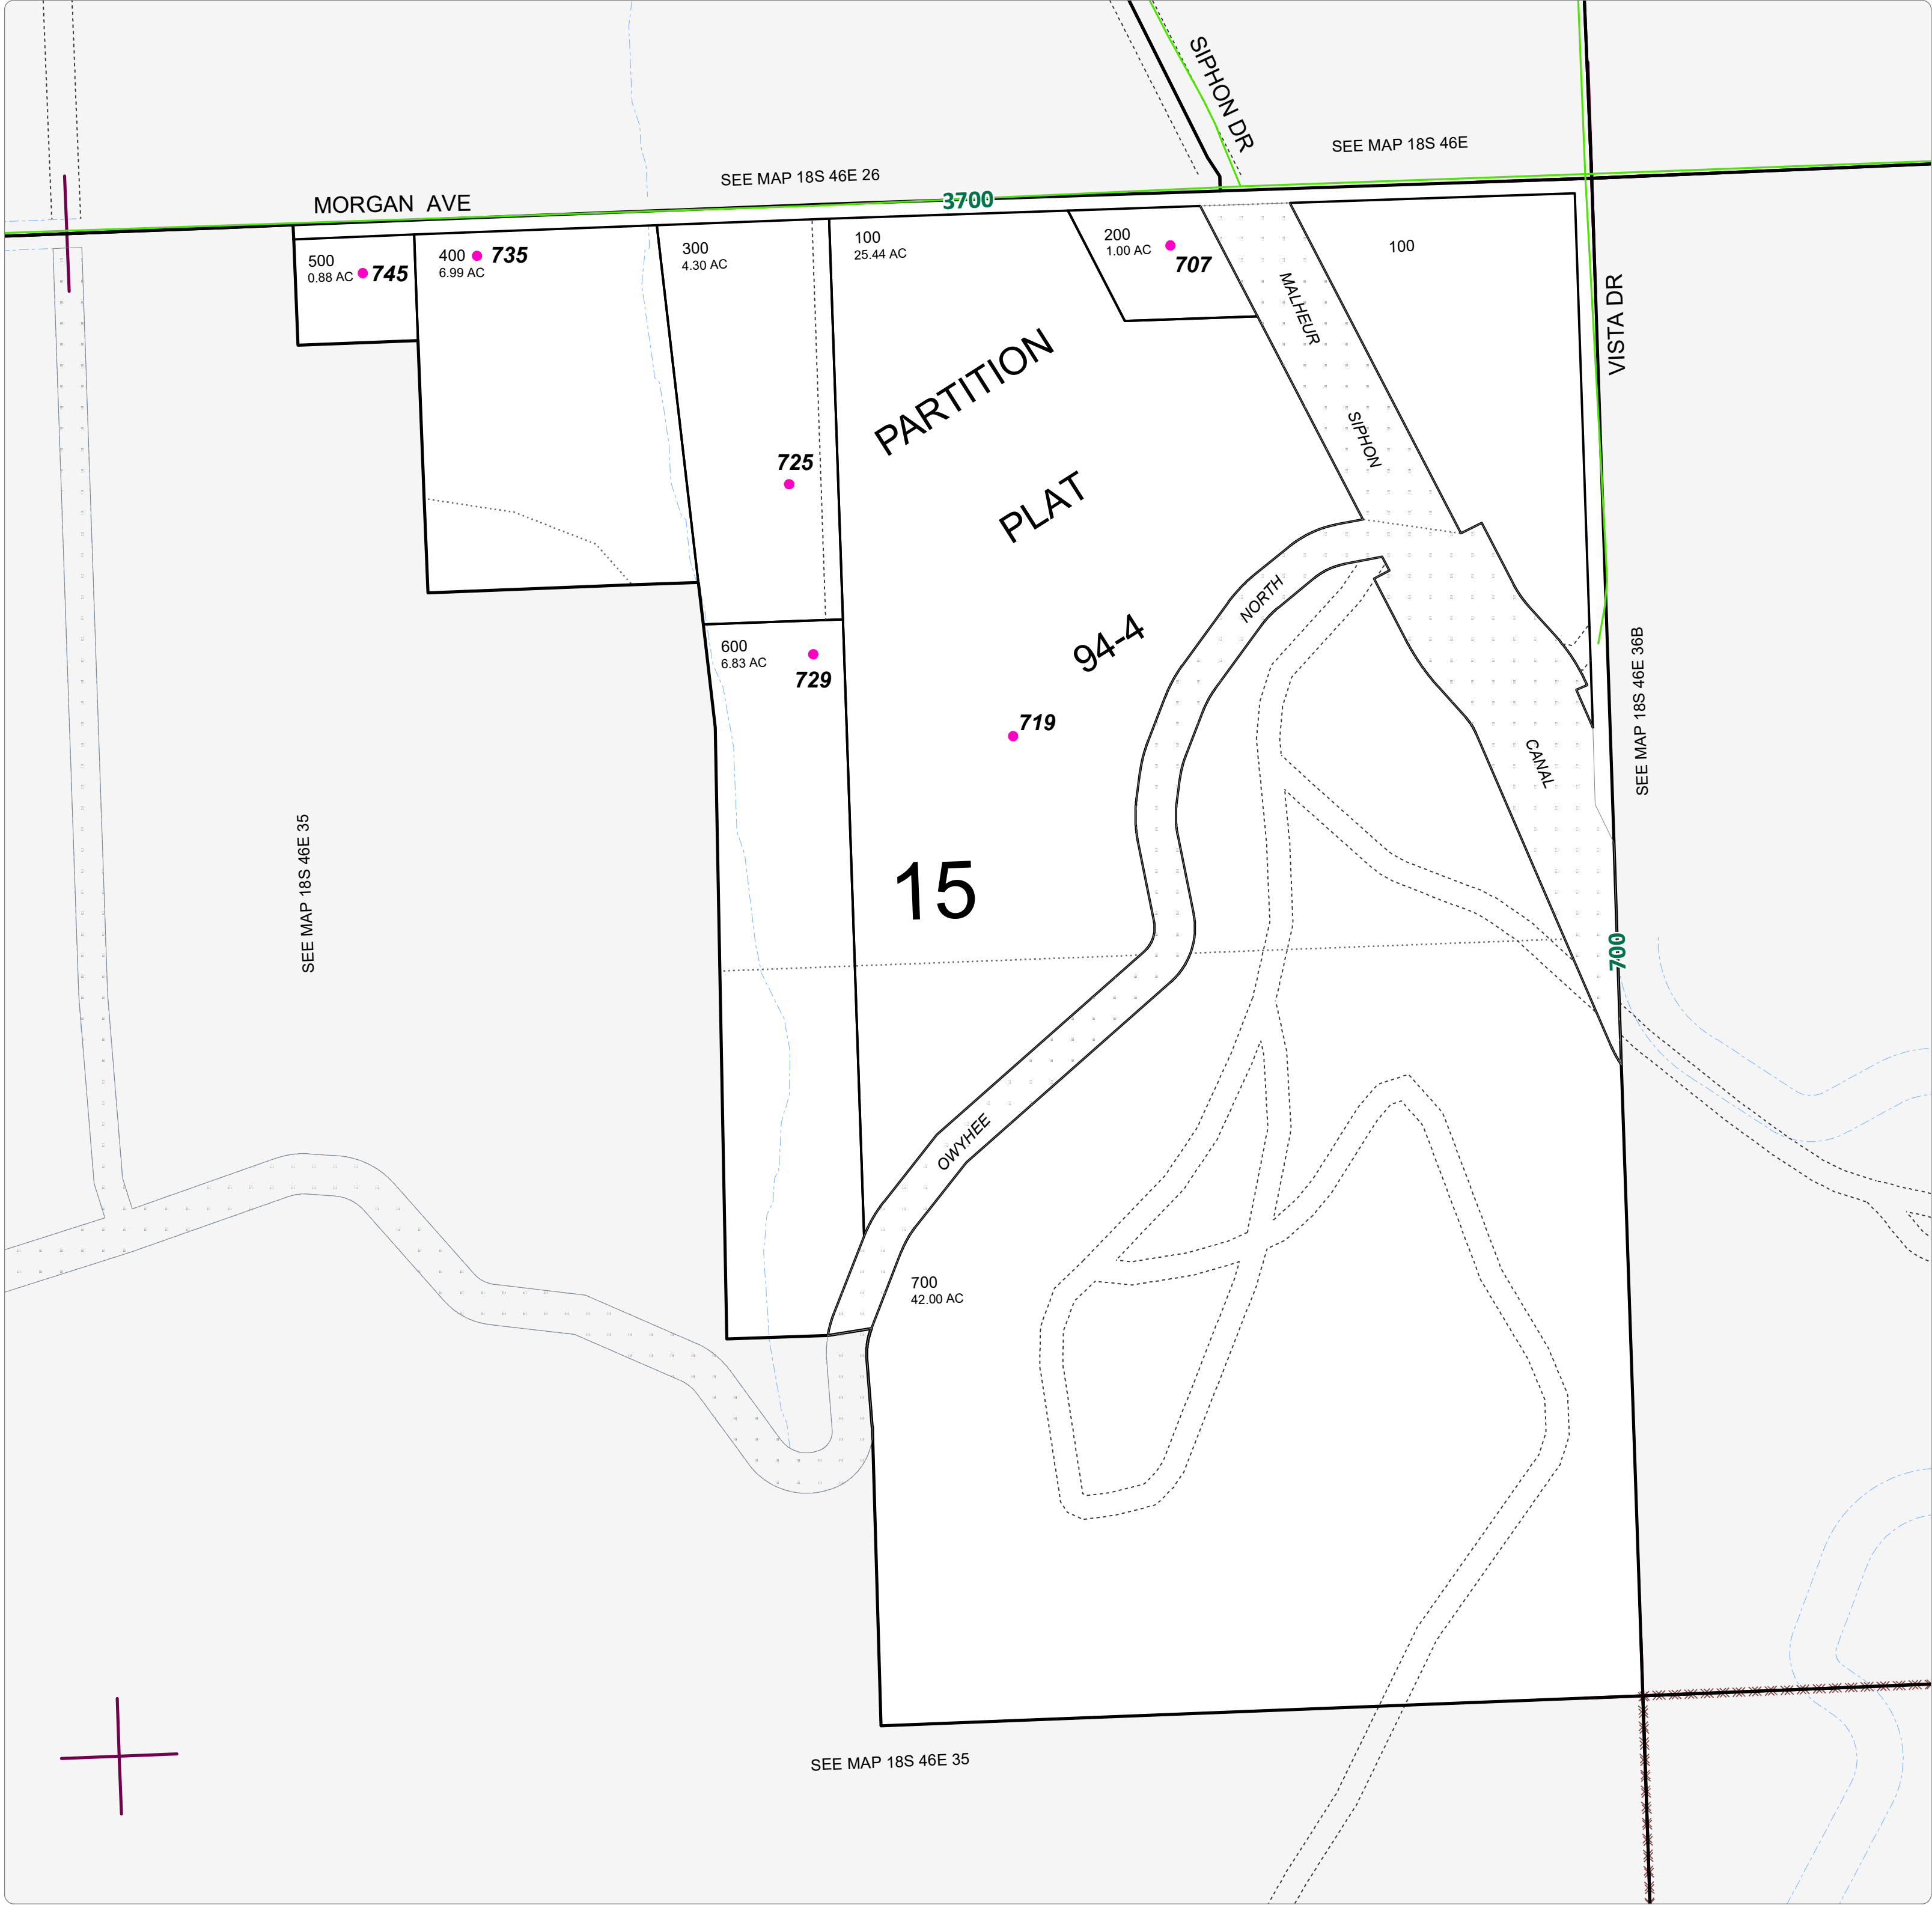 SIPHON DR
SEE MAP 18S 46E
SEE MAP 18S 46E 26
MORGAN AVE
3700
500
0.88 AC
745
400
6.99 AC
735
300
4.30 AC
100
25.44 AC
200
1.00 AC
707
100
MALHEUR
VISTA DR
PARTITION
SIPHON
725
PLAT
NORTH
94-4
600
6.83 AC
729
719
SEE MAP 18S 46E 36B
CANAL
SEE MAP 18S 46E 35
15
700
OWYHEE
700
42.00 AC
SEE MAP 18S 46E 35